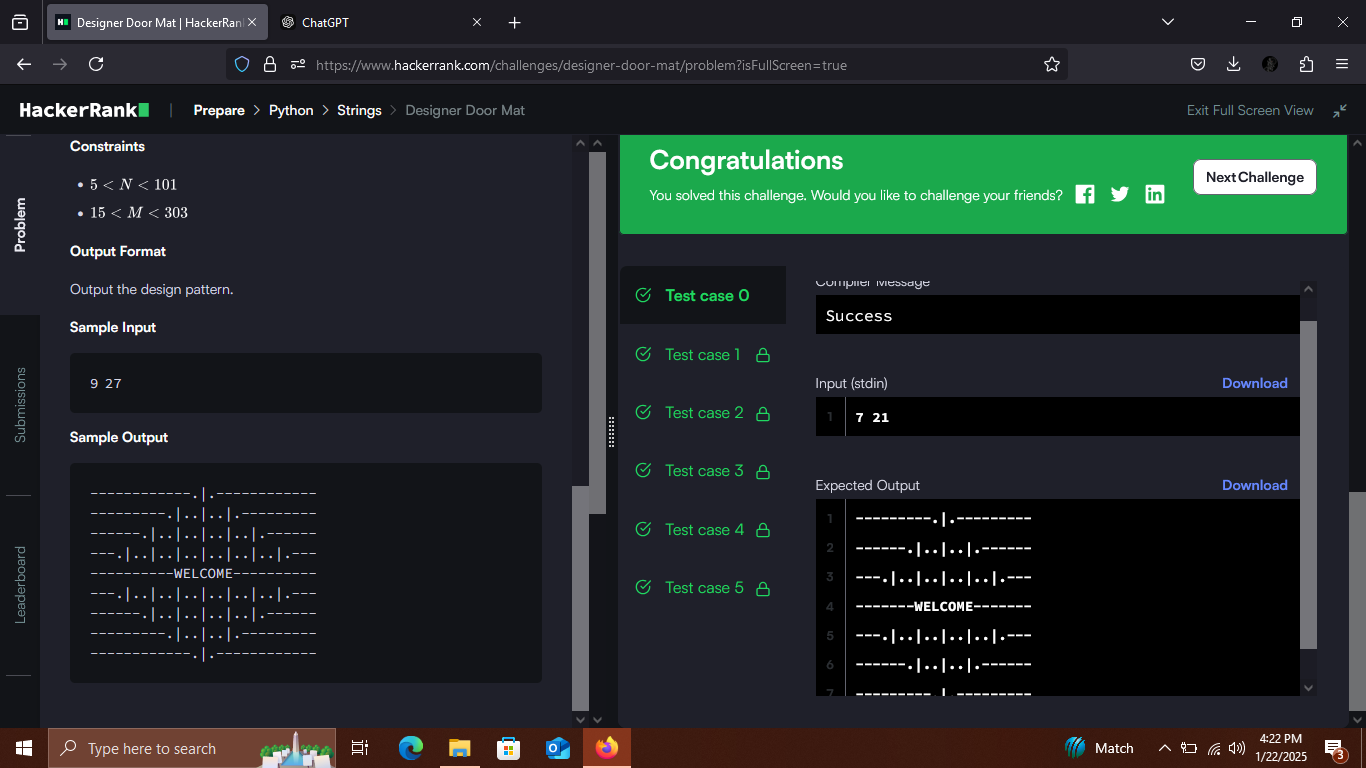 Designer Door Mat | HackerRan
ChatGPT
https://www.hackerrank.com/challenges/designer-door-mat/problem?isFullScreen=true
HackerRank
Prepare > Python > Strings > Designer Door Mat
Exit Full Screen View
Problem
Submissions
Leaderboard
Constraints
• 5 < N < 101
• 15 < M < 303
Output Format
Output the design pattern.
Sample Input
9 27
Sample Output
------------.|.------------
---------.|..|..|.---------
------.|..|..|..|..|.------
---.|..|..|..|..|..|..|.---
----------WELCOME----------
---.|..|..|..|..|..|..|.---
------.|..|..|..|..|.------
---------.|..|..|.---------
------------.|.------------
Congratulations
You solved this challenge. Would you like to challenge your friends?
Next Challenge
Test case 0
Test case 1
Test case 2
Test case 3
Test case 4
Test case 5
Compiler Message
Success
Input (stdin)
Download
1 7 21
Expected Output
Download
1 ---------.|.---------
2 ------.|..|..|.------
3 ---.|..|..|..|..|.---
4 -------WELCOME-------
5 ---.|..|..|..|..|.---
6 ------.|..|..|.------
7 ---------.|.---------
Type here to search
Match
4:22 PM
1/22/2025
3